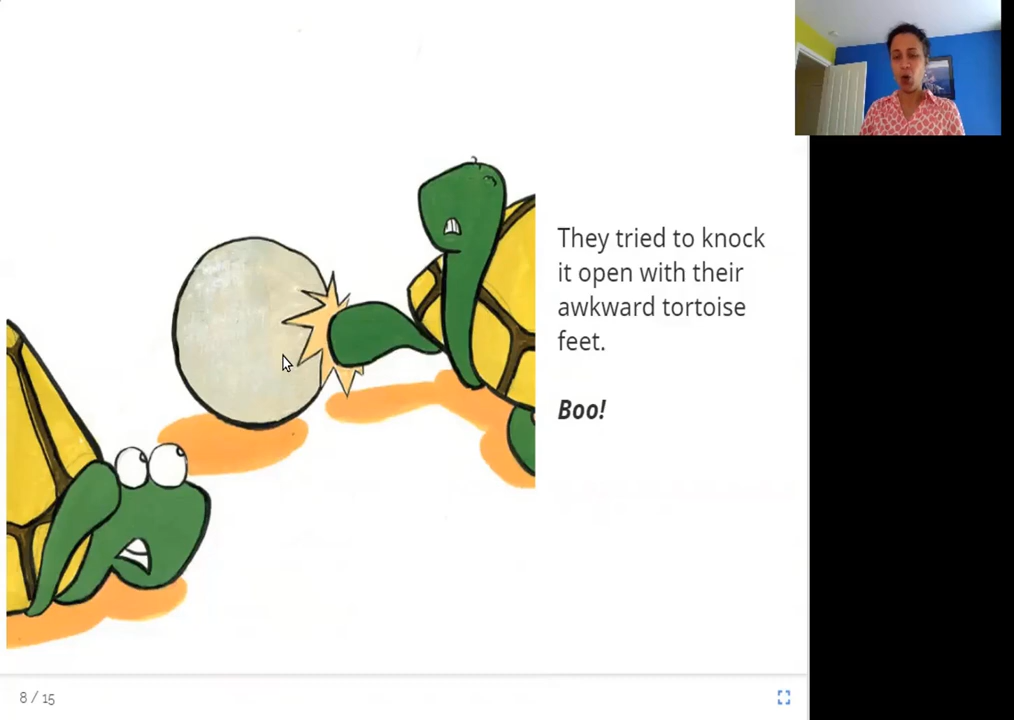 They tried to knock
it open with their
awkward tortoise
feet.
Boo!
8 / 15